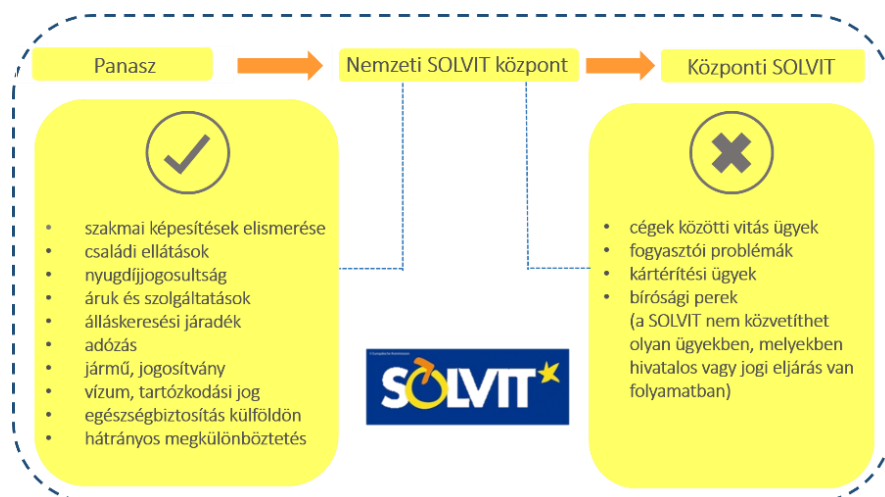 Panasz
Nemzeti SOLVIT központ
Központi SOLVIT
• szakmai képesítések elismerése
• családi ellátások
• nyugdíjjogosultság
• áruk és szolgáltatások
• álláskeresési járadék
• adózás
• jármű, jogosítvány
• vízum, tartózkodási jog
• egészségbiztosítás külföldön
• hátrányos megkülönböztetés
• cégek közötti vitás ügyek
• fogyasztói problémák
• kártérítési ügyek
• bírósági perek
(a SOLVIT nem közvetíthet
olyan ügyekben, melyekben
hivatalos vagy jogi eljárás van
folyamatban)
SOLVIT